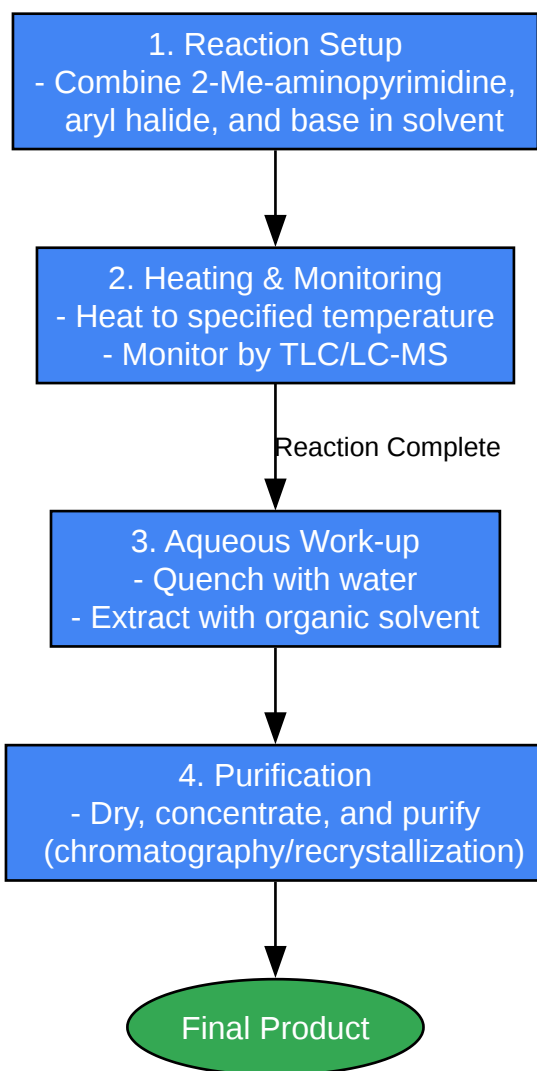 1. Reaction Setup
- Combine 2-Me-aminopyrimidine,
aryl halide, and base in solvent
2. Heating & Monitoring
- Heat to specified temperature
- Monitor by TLC/LC-MS
Reaction Complete
3. Aqueous Work-up
- Quench with water
- Extract with organic solvent
4. Purification
- Dry, concentrate, and purify
(chromatography/recrystallization)
Final Product